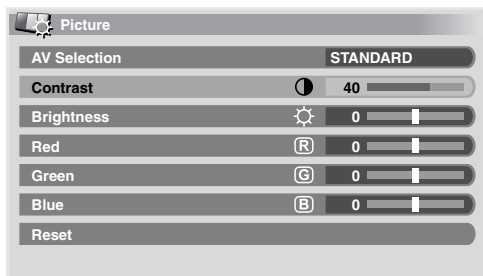 Picture
AV Selection STANDARD
Contrast 40
Brightness 0
Red R 0
Green G 0
Blue B 0
Reset